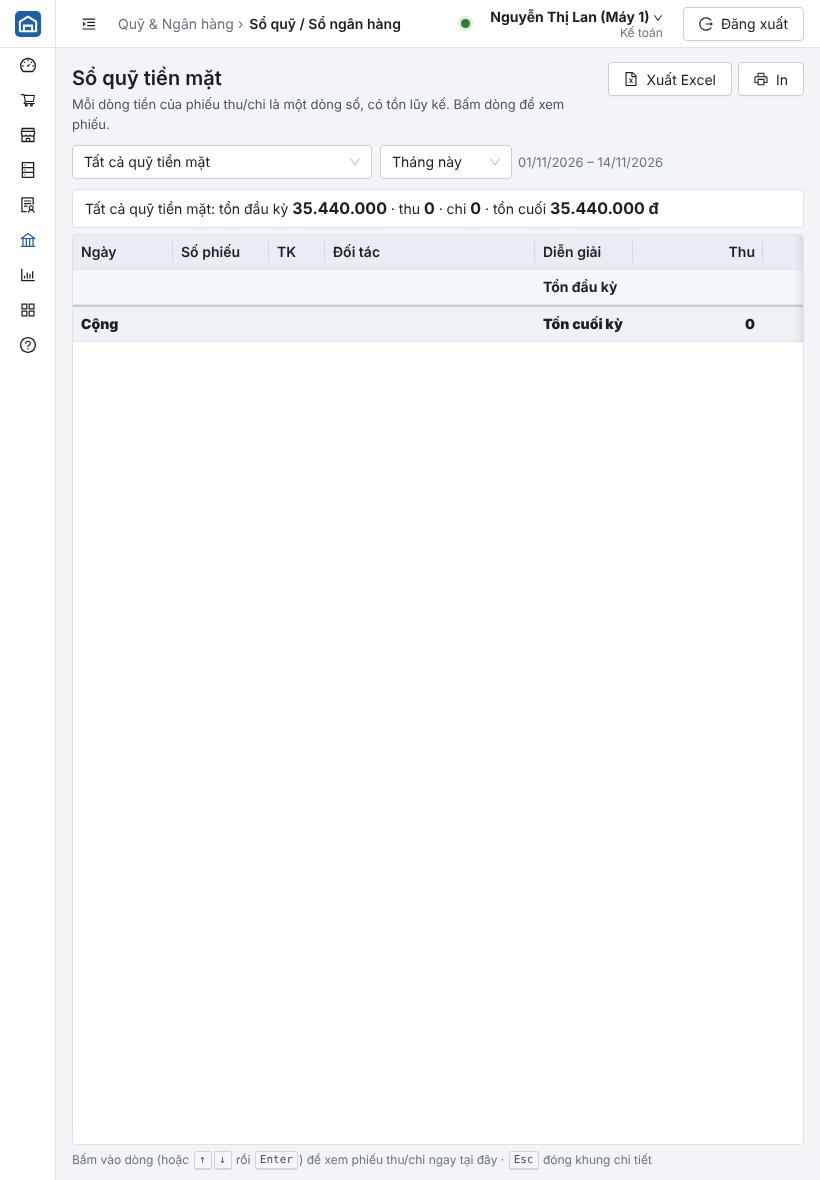 Quỹ & Ngân hàng › Sổ quỹ / Sổ ngân hàng
Nguyễn Thị Lan (Máy 1)
Kế toán
Đăng xuất
Sổ quỹ tiền mặt
Mỗi dòng tiền của phiếu thu/chi là một dòng sổ, có tồn lũy kế. Bấm dòng để xem
phiếu.
Xuất Excel
In
Tất cả quỹ tiền mặt
Tháng này
01/11/2026 – 14/11/2026
Tất cả quỹ tiền mặt: tồn đầu kỳ 35.440.000 · thu 0 · chi 0 · tồn cuối 35.440.000 đ
Ngày Số phiếu TK Đối tác Diễn giải Thu
Tồn đầu kỳ
Cộng Tồn cuối kỳ 0
Bấm vào dòng (hoặc ↑ ↓ rồi Enter) để xem phiếu thu/chi ngay tại đây · Esc đóng khung chi tiết